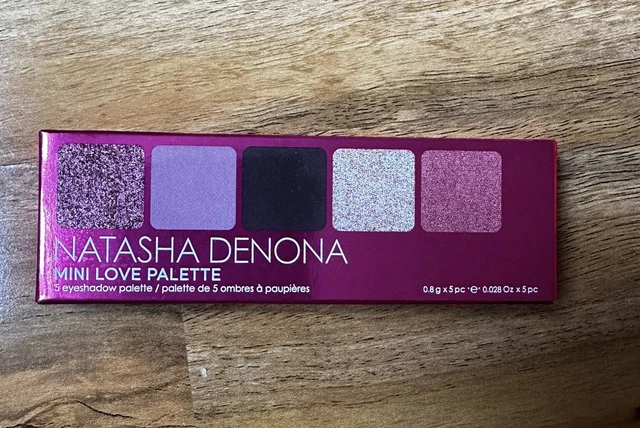 NATASHA DENONA
MINI LOVE PALETTE
5 eyeshadow palette / palette de 5 ombres à paupières
0.8 g x 5 pc ℮ 0.028 Oz x 5 pc